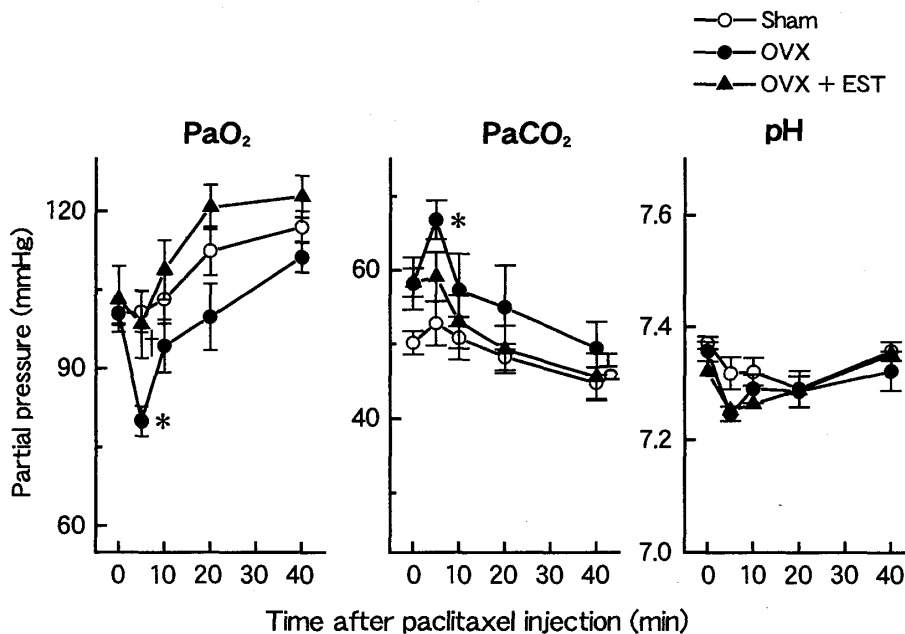 Sham
OVX
OVX + EST
PaO₂
PaCO₂
pH
Partial pressure (mmHg)
120
90
60
*
†
60
40
*
7.6
7.4
7.2
7.0
0 10 20 30 40
0 10 20 30 40
0 10 20 30 40
Time after paclitaxel injection (min)